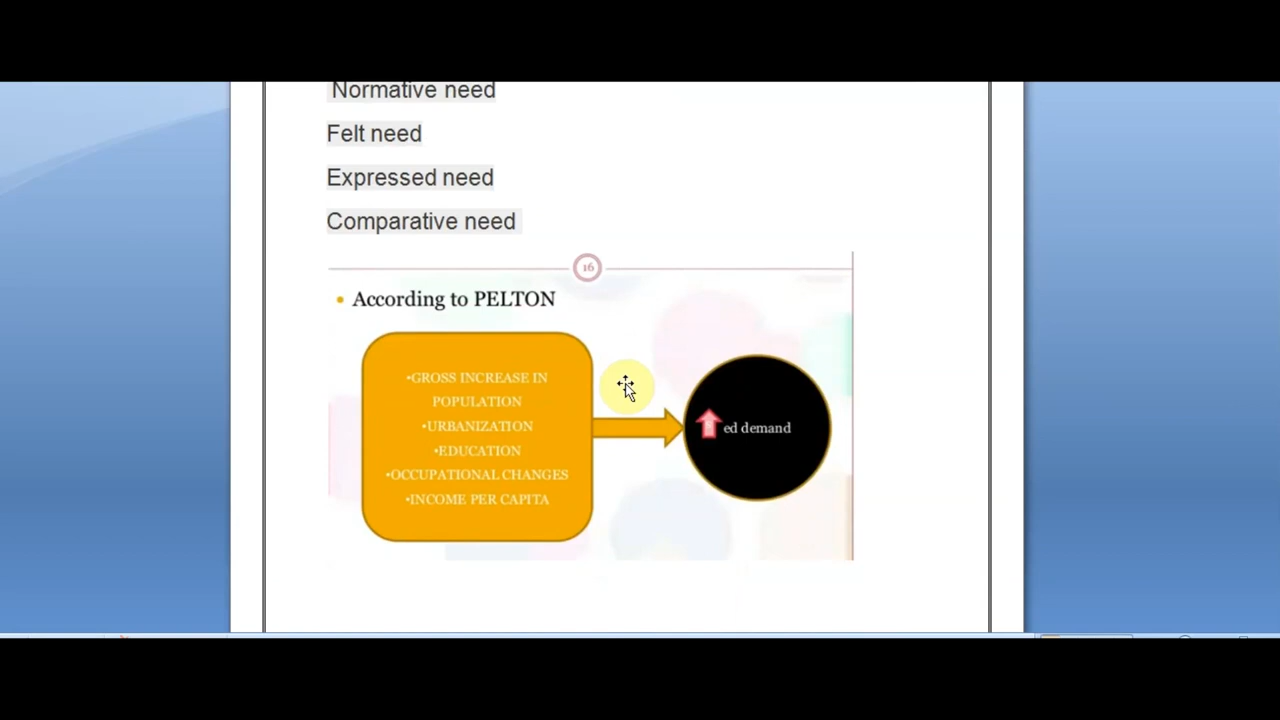 Normative need
Felt need
Expressed need
Comparative need
16
• According to PELTON
•GROSS INCREASE IN
POPULATION
•URBANIZATION
•EDUCATION
•OCCUPATIONAL CHANGES
•INCOME PER CAPITA
ed demand